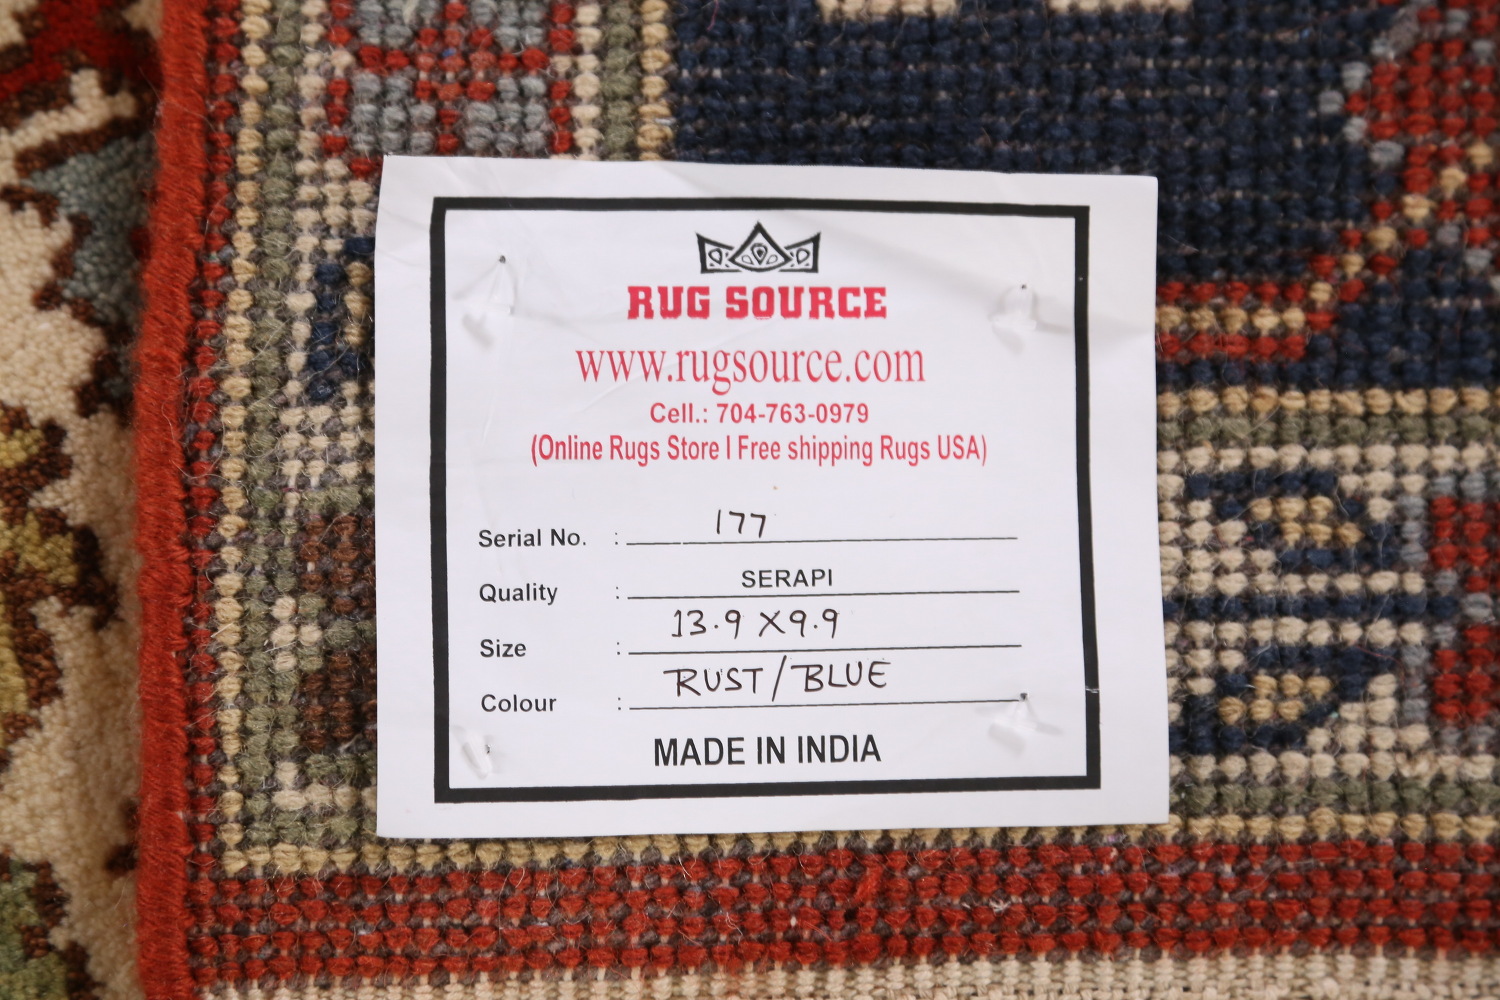 RUG SOURCE
www.rugsource.com
Cell.: 704-763-0979
(Online Rugs Store I Free shipping Rugs USA)
Serial No. : 177
Quality : SERAPI
Size : 13.9 X 9.9
Colour : RUST/BLUE
MADE IN INDIA